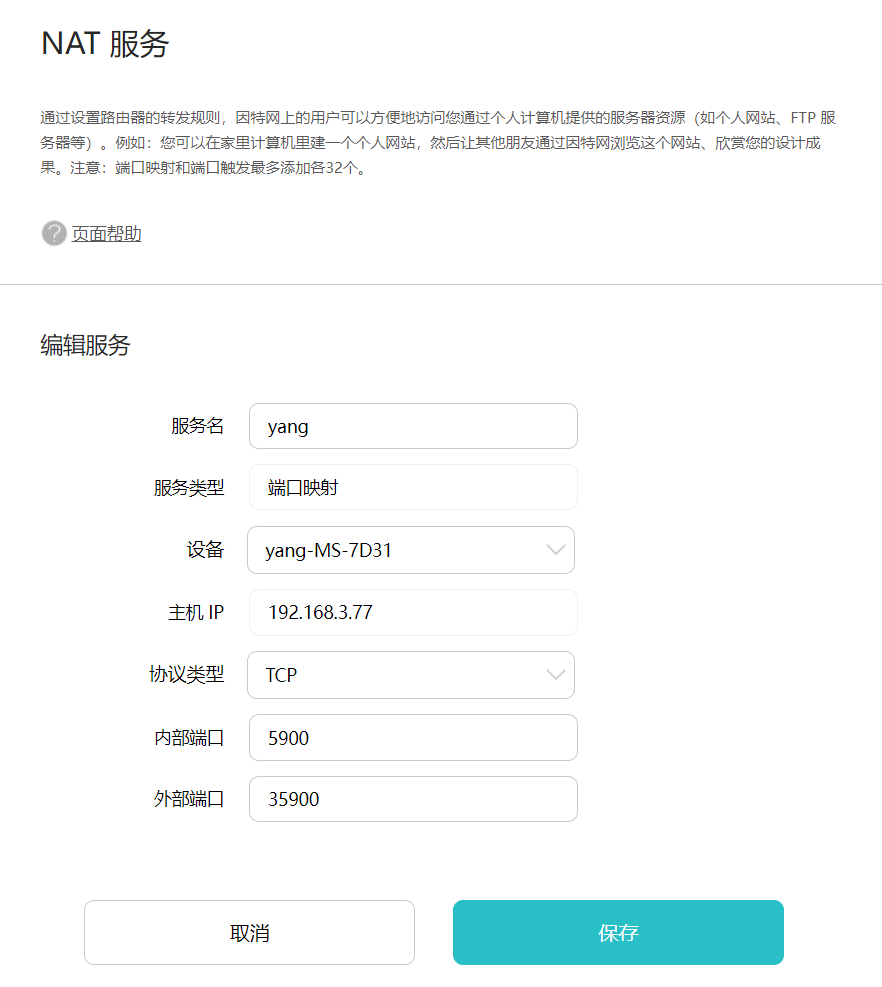 NAT 服务
通过设置路由器的转发规则，因特网上的用户可以方便地访问您通过个人计算机提供的服务器资源（如个人网站、FTP 服
务器等）。例如：您可以在家里计算机里建一个个人网站，然后让其他朋友通过因特网浏览这个网站、欣赏您的设计成
果。注意：端口映射和端口触发最多添加各32个。
? 页面帮助
编辑服务
服务名 yang
服务类型 端口映射
设备 yang-MS-7D31
主机 IP 192.168.3.77
协议类型 TCP
内部端口 5900
外部端口 35900
取消 保存